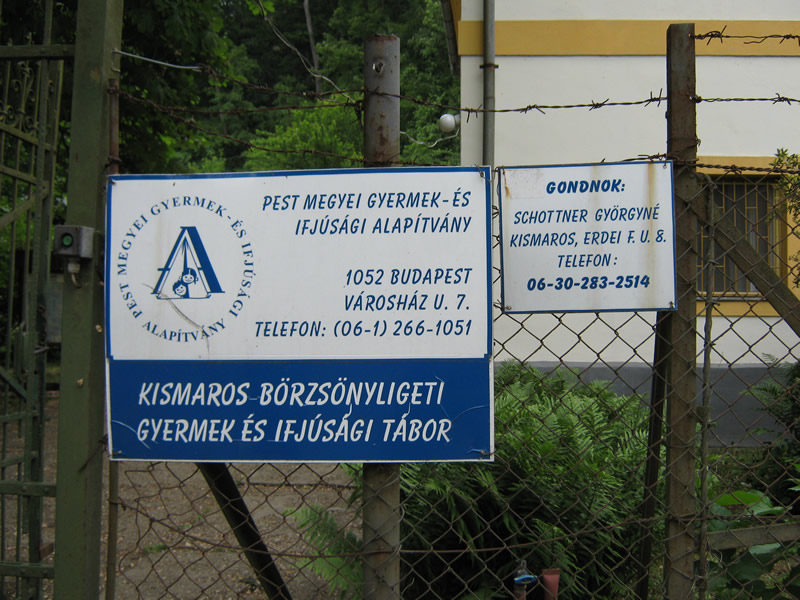 PEST MEGYEI GYERMEK- ÉS IFJÚSÁGI
ALAPÍTVÁNY
PEST MEGYEI GYERMEK-ÉS
IFJÚSÁGI ALAPÍTVÁNY
1052 BUDAPEST
VÁROSHÁZ U. 7.
TELEFON: (06-1) 266-1051
KISMAROS BÖRZSÖNYLIGETI
GYERMEK ÉS IFJÚSÁGI TÁBOR
GONDNOK:
SCHOTTNER GYÖRGYNÉ
KISMAROS, ERDEI F. U. 8.
TELEFON:
06-30-283-2514